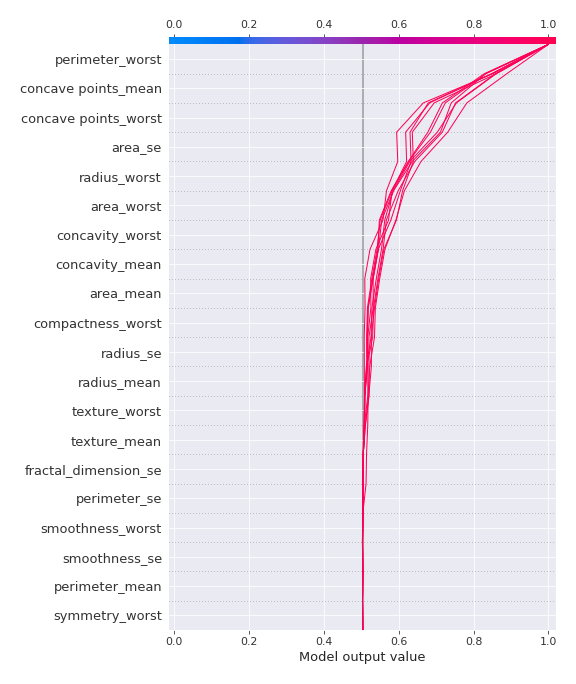 0.0 0.2 0.4 0.6 0.8 1.0
perimeter_worst
concave points_mean
concave points_worst
area_se
radius_worst
area_worst
concavity_worst
concavity_mean
area_mean
compactness_worst
radius_se
radius_mean
texture_worst
texture_mean
fractal_dimension_se
perimeter_se
smoothness_worst
smoothness_se
perimeter_mean
symmetry_worst
0.0 0.2 0.4 0.6 0.8 1.0
Model output value